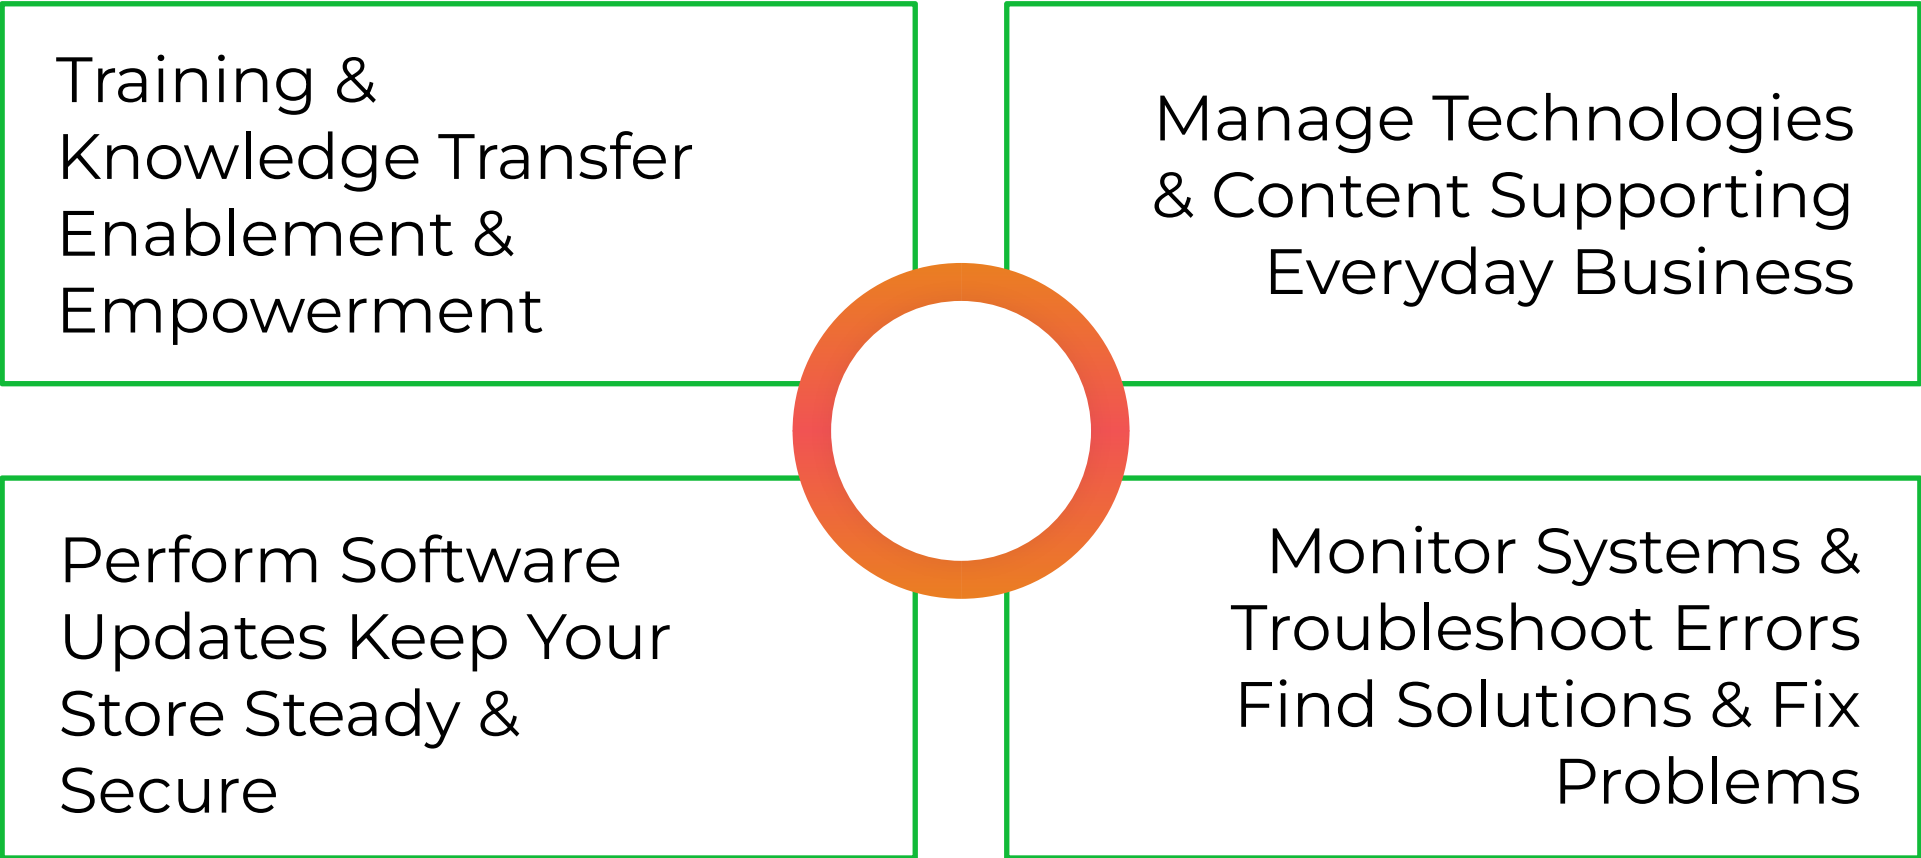 Training &
Knowledge Transfer
Enablement &
Empowerment
Manage Technologies
& Content Supporting
Everyday Business
Perform Software
Updates Keep Your
Store Steady &
Secure
Monitor Systems &
Troubleshoot Errors
Find Solutions & Fix
Problems